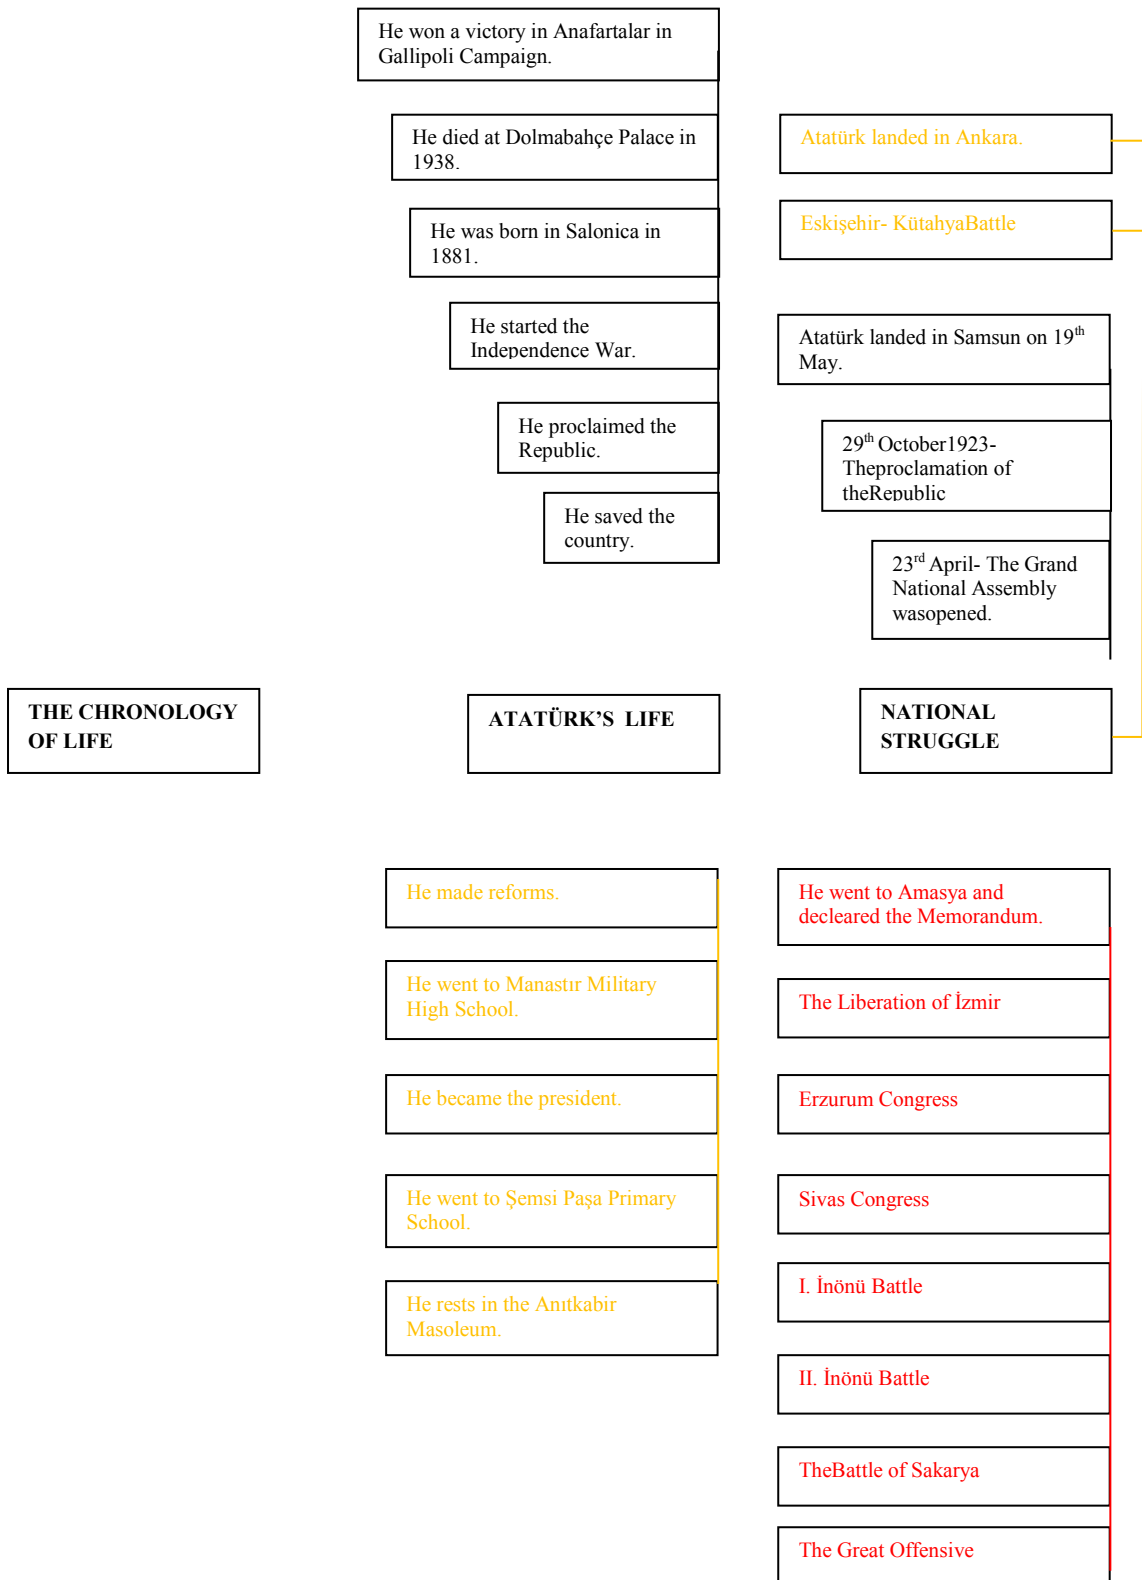 He won a victory in Anafartalar in
Gallipoli Campaign.
He died at Dolmabahçe Palace in
1938.
He was born in Salonica in
1881.
He started the
Independence War.
He proclaimed the
Republic.
He saved the
country.
Atatürk landed in Ankara.
Eskişehir- KütahyaBattle
Atatürk landed in Samsun on 19th
May.
29th October1923-
Theproclamation of
theRepublic
23rd April- The Grand
National Assembly
wasopened.
THE CHRONOLOGY
OF LIFE
ATATÜRK’S LIFE
NATIONAL
STRUGGLE
He made reforms.
He went to Manastır Military
High School.
He became the president.
He went to Şemsi Paşa Primary
School.
He rests in the Anıtkabir
Masoleum.
He went to Amasya and
decleared the Memorandum.
The Liberation of İzmir
Erzurum Congress
Sivas Congress
I. İnönü Battle
II. İnönü Battle
TheBattle of Sakarya
The Great Offensive